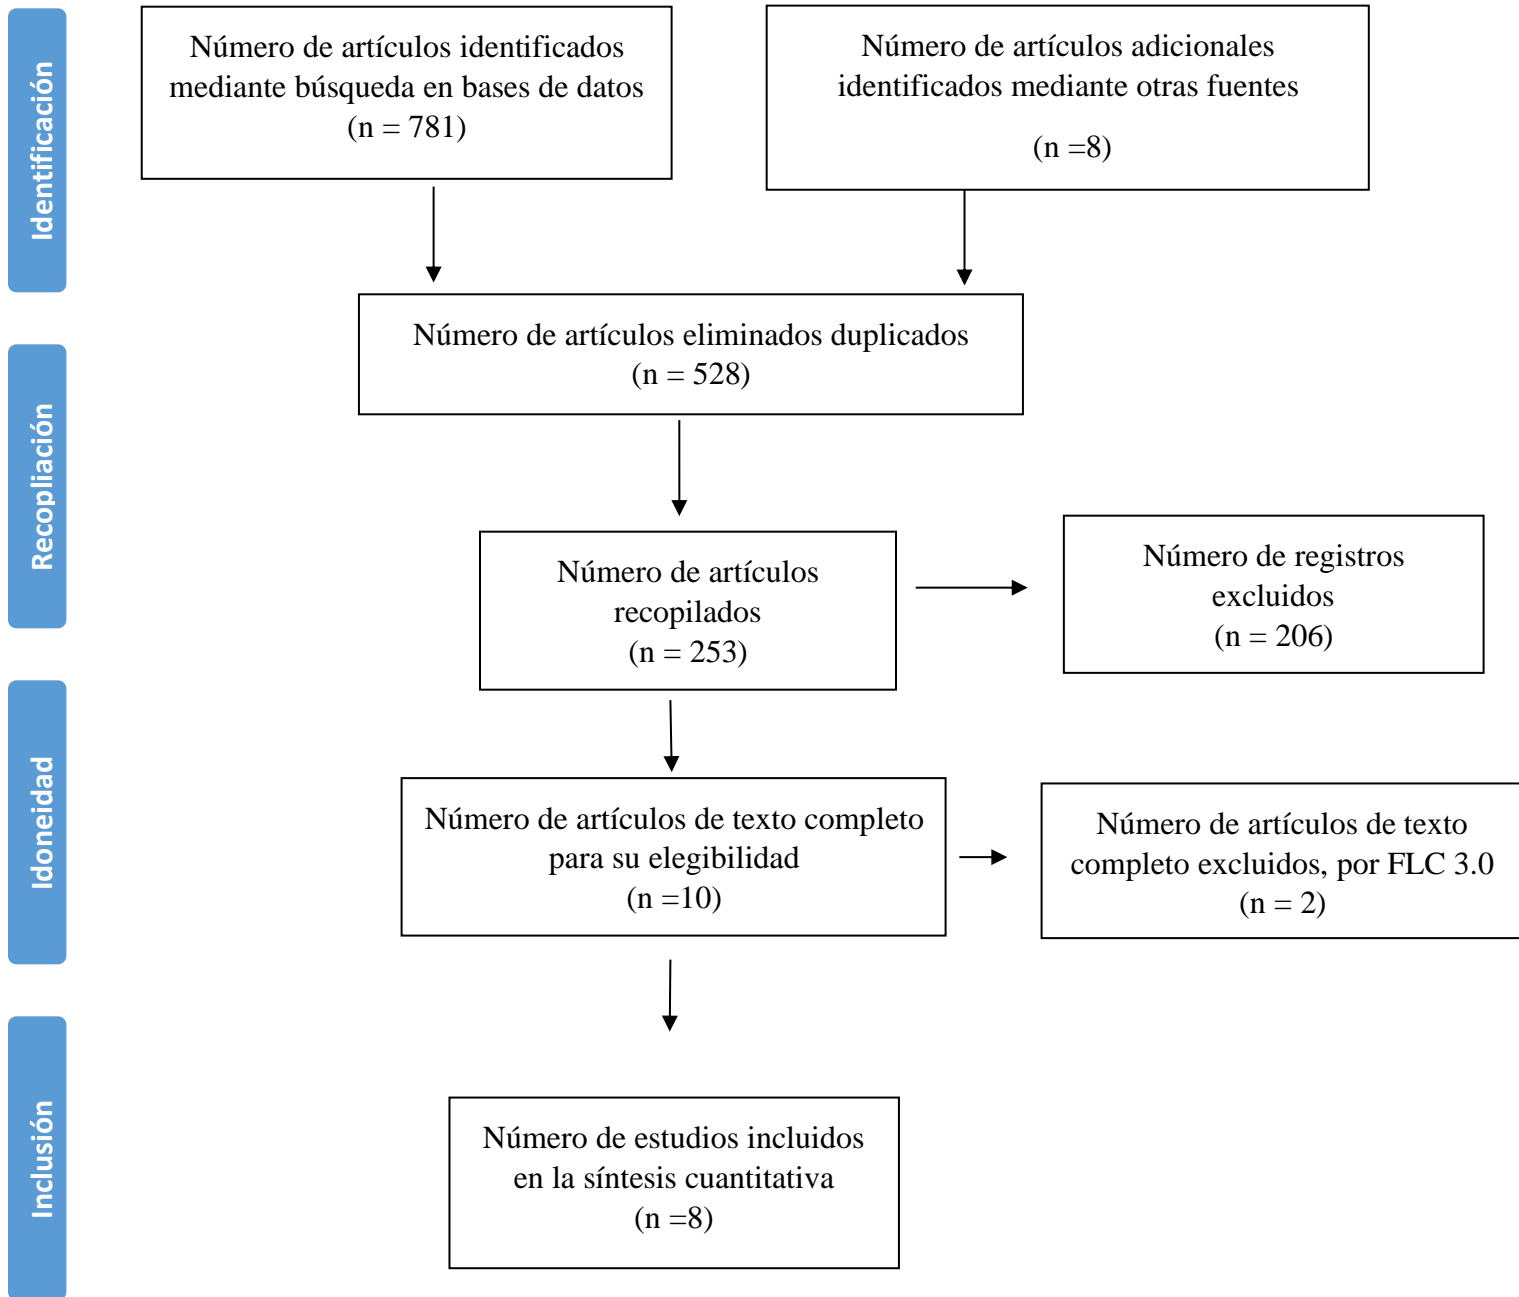 Identificación
Número de artículos identificados
mediante búsqueda en bases de datos
(n = 781)
Número de artículos adicionales
identificados mediante otras fuentes
(n =8)
Número de artículos eliminados duplicados
(n = 528)
Recopliación
Número de artículos
recopilados
(n = 253)
Número de registros
excluidos
(n = 206)
Idoneidad
Número de artículos de texto completo
para su elegibilidad
(n =10)
Número de artículos de texto
completo excluidos, por FLC 3.0
(n = 2)
Inclusión
Número de estudios incluidos
en la síntesis cuantitativa
(n =8)